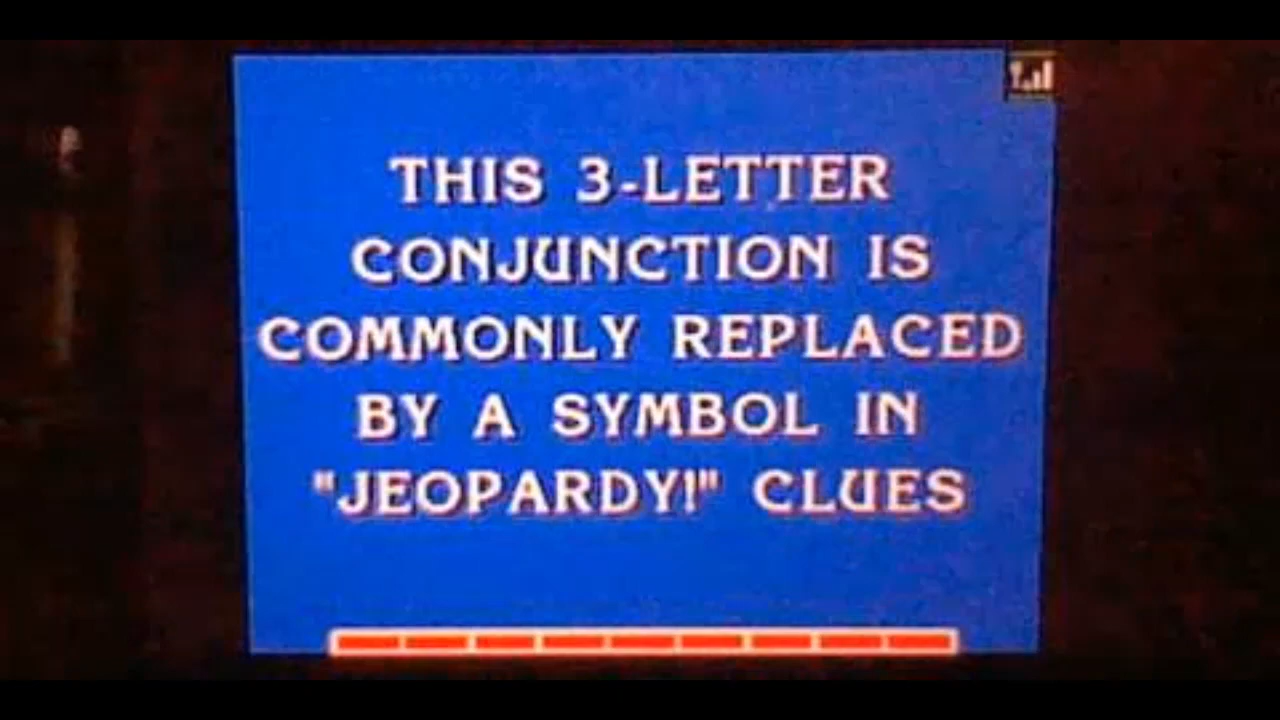 THIS 3-LETTER
CONJUNCTION IS
COMMONLY REPLACED
BY A SYMBOL IN
"JEOPARDY!" CLUES